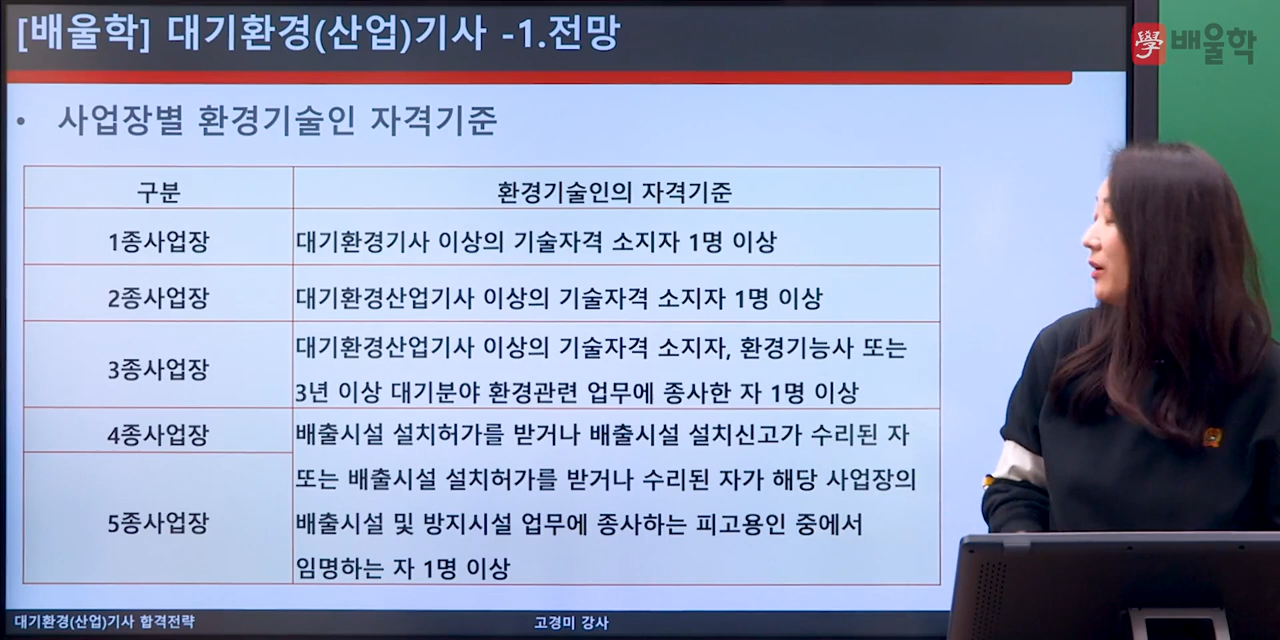 [배울학] 대기환경(산업)기사 -1.전망
學 배울학
• 사업장별 환경기술인 자격기준
구분 환경기술인의 자격기준
1종사업장 대기환경기사 이상의 기술자격 소지자 1명 이상
2종사업장 대기환경산업기사 이상의 기술자격 소지자 1명 이상
3종사업장
대기환경산업기사 이상의 기술자격 소지자, 환경기능사 또는
3년 이상 대기분야 환경관련 업무에 종사한 자 1명 이상
4종사업장
5종사업장
배출시설 설치허가를 받거나 배출시설 설치신고가 수리된 자
또는 배출시설 설치허가를 받거나 수리된 자가 해당 사업장의
배출시설 및 방지시설 업무에 종사하는 피고용인 중에서
임명하는 자 1명 이상
대기환경(산업)기사 합격전략 고경미 강사